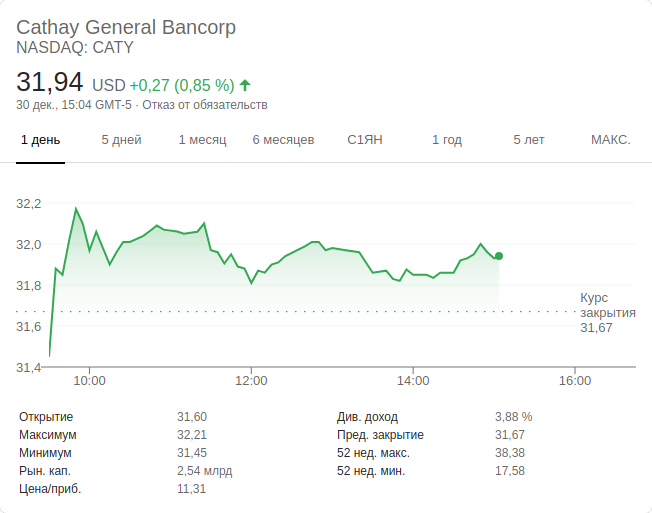 Cathay General Bancorp
NASDAQ: CATY
31,94 USD +0,27 (0,85 %)
30 дек., 15:04 GMT-5 · Отказ от обязательств
1 день 5 дней 1 месяц 6 месяцев С1ЯН 1 год 5 лет МАКС.
32,2
32,0
31,8
31,6
31,4
Курс
закрытия
31,67
10:00 12:00 14:00 16:00
Открытие 31,60 Див. доход 3,88 %
Максимум 32,21 Пред. закрытие 31,67
Минимум 31,45 52 нед. макс. 38,38
Рын. кап. 2,54 млрд 52 нед. мин. 17,58
Цена/приб. 11,31